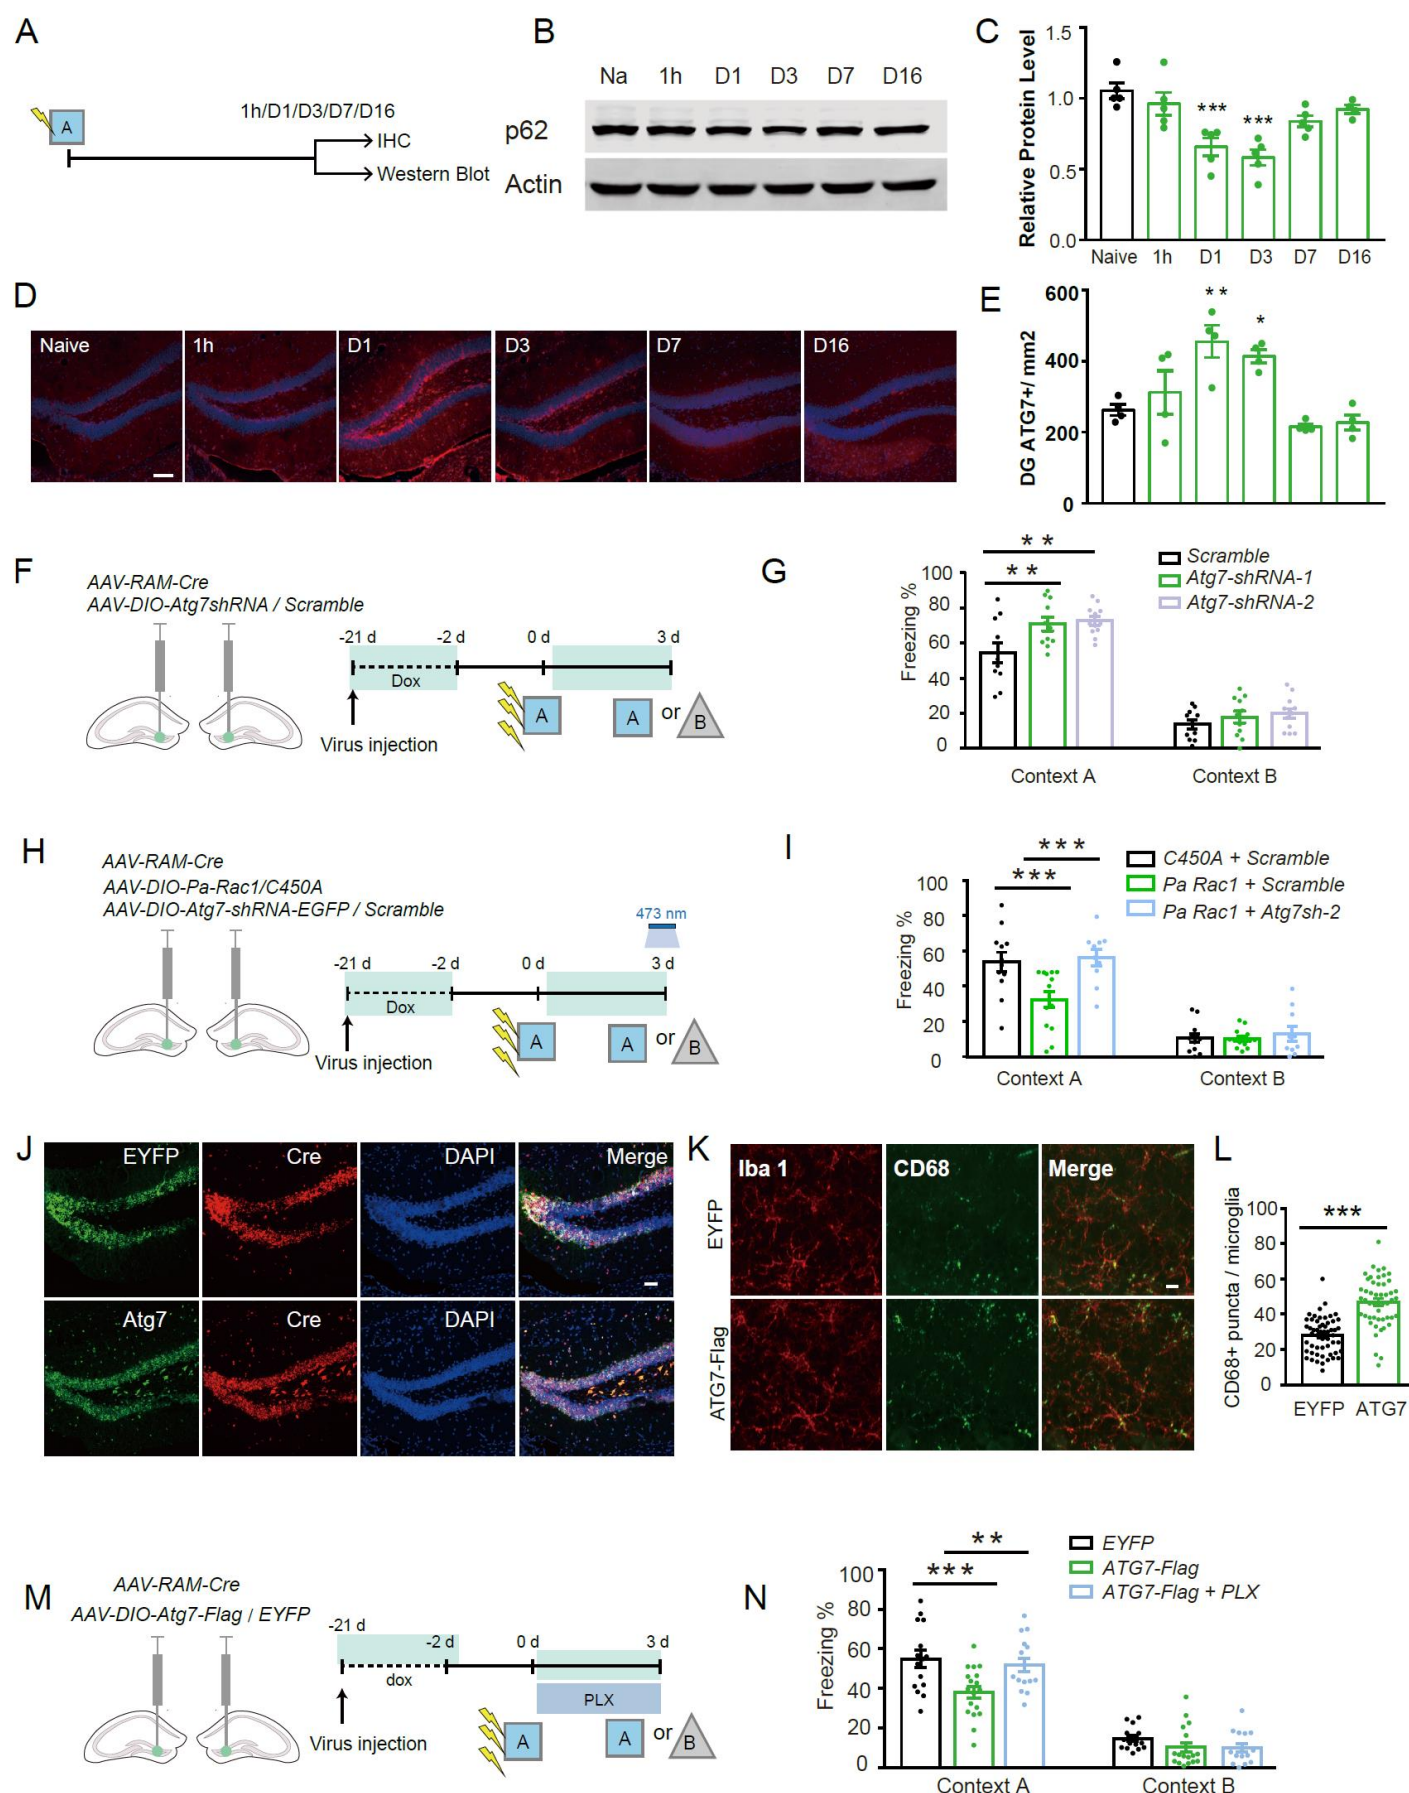 A
1h/D1/D3/D7/D16
A
IHC
Western Blot
B
Na 1h D1 D3 D7 D16
p62
Actin
C
Relative Protein Level
1.5
1.0
0.5
0.0
*** ***
Naive 1h D1 D3 D7 D16
D
Naive 1h D1 D3 D7 D16
E
DG ATG7+/ mm2
600
400
200
0
** *
F
AAV-RAM-Cre
AAV-DIO-Atg7shRNA / Scramble
-21 d -2 d 0 d 3 d
Dox
A A or B
Virus injection
G
Freezing %
100
80
60
40
20
0
**
**
Scramble
Atg7-shRNA-1
Atg7-shRNA-2
Context A Context B
H
AAV-RAM-Cre
AAV-DIO-Pa-Rac1/C450A
AAV-DIO-Atg7-shRNA-EGFP / Scramble
473 nm
-21 d -2 d 0 d 3 d
Dox
A A or B
Virus injection
I
Freezing %
100
80
60
40
20
0
***
***
C450A + Scramble
Pa Rac1 + Scramble
Pa Rac1 + Atg7sh-2
Context A Context B
J
EYFP Cre DAPI Merge
Atg7 Cre DAPI
K
Iba 1 CD68 Merge
EYFP
ATG7-Flag
L
CD68+ puncta / microglia
100
80
60
40
20
0
***
EYFP ATG7
M
AAV-RAM-Cre
AAV-DIO-Atg7-Flag / EYFP
-21 d
-2 d 0 d 3 d
dox
PLX
A A or B
Virus injection
N
Freezing %
100
80
60
40
20
0
**
***
EYFP
ATG7-Flag
ATG7-Flag + PLX
Context A Context B